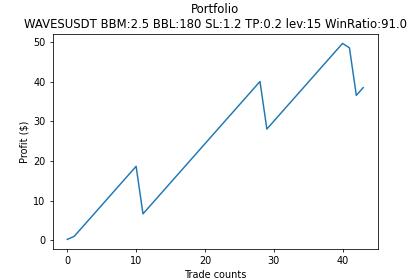 Portfolio
WAVESUSDT BBM:2.5 BBL:180 SL:1.2 TP:0.2 lev:15 WinRatio:91.0
50
40
30
20
10
0
Profit ($)
0
10
20
30
40
Trade counts